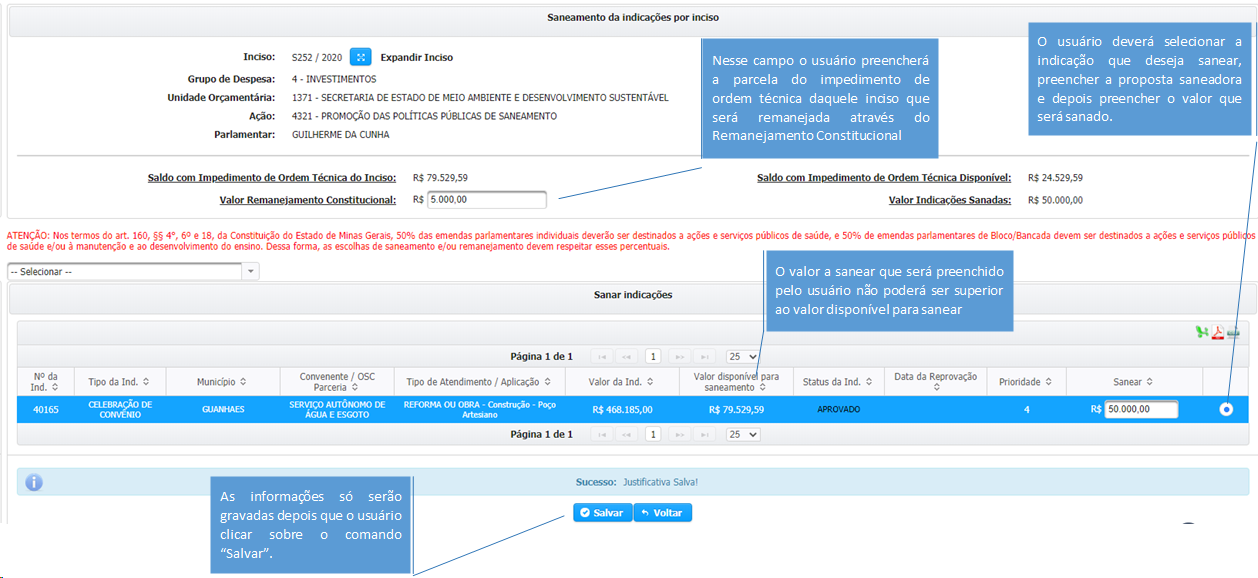 Saneamento da indicações por inciso
Inciso: S252 / 2020 Expandir Inciso
Grupo de Despesa: 4 - INVESTIMENTOS
Unidade Orçamentária: 1371 - SECRETARIA DE ESTADO DE MEIO AMBIENTE E DESENVOLVIMENTO SUSTENTÁVEL
Ação: 4321 - PROMOÇÃO DAS POLÍTICAS PÚBLICAS DE SANEAMENTO
Parlamentar: GUILHERME DA CUNHA
Nesse campo o usuário preencherá
a parcela do impedimento de
ordem técnica daquele inciso que
será remanejada através do
Remanejamento Constitucional
O usuário deverá selecionar a
indicação que deseja sanear,
preencher a proposta saneadora
e depois preencher o valor que
será sanado.
Saldo com Impedimento de Ordem Técnica do Inciso: R$ 79.529,59
Saldo com Impedimento de Ordem Técnica Disponível: R$ 24.529,59
Valor Remanejamento Constitucional: R$ 5.000,00
Valor Indicações Sanadas: R$ 50.000,00
ATENÇÃO: Nos termos do art. 160, §§ 4°, 6º e 18, da Constituição do Estado de Minas Gerais, 50% das emendas parlamentares individuais deverão ser destinados a ações e serviços públicos de saúde, e 50% de emendas parlamentares de Bloco/Bancada devem ser destinados a ações e serviços públicos
de saúde e/ou à manutenção e ao desenvolvimento do ensino. Dessa forma, as escolhas de saneamento e/ou remanejamento devem respeitar esses percentuais.
-- Selecionar --
O valor a sanear que será preenchido
pelo usuário não poderá ser superior
ao valor disponível para sanear
Sanar indicações
Página 1 de 1 1 25
Nº da Ind. Tipo da Ind. Município Convenente / OSC Parceria Tipo de Atendimento / Aplicação Valor da Ind. Valor disponível para saneamento Status da Ind. Data da Reprovação Prioridade Sanear
40165 CELEBRAÇÃO DE CONVÊNIO GUANHAES SERVIÇO AUTÔNOMO DE ÁGUA E ESGOTO REFORMA OU OBRA - Construção - Poço Artesiano R$ 468.185,00 R$ 79.529,59 APROVADO 4 R$ 50.000,00
Página 1 de 1 1 25
Sucesso: Justificativa Salva!
As informações só serão
gravadas depois que o usuário
clicar sobre o comando
“Salvar”.
Salvar Voltar